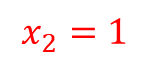 x₂ = 1